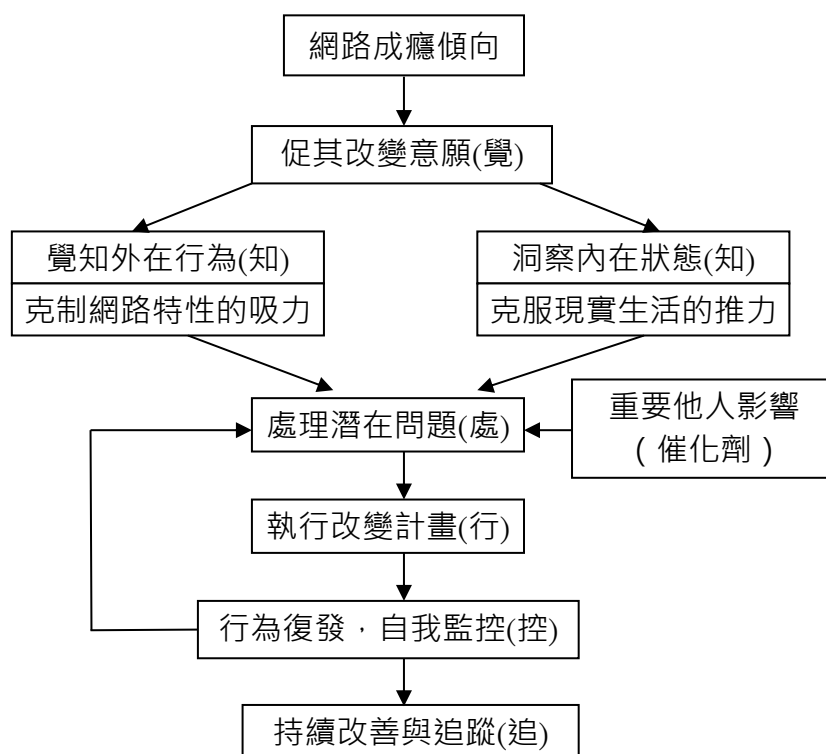 網路成癮傾向
促其改變意願(覺)
覺知外在行為(知)
克制網路特性的吸力
洞察內在狀態(知)
克服現實生活的推力
處理潛在問題(處)
重要他人影響
（催化劑）
執行改變計畫(行)
行為復發，自我監控(控)
持續改善與追蹤(追)